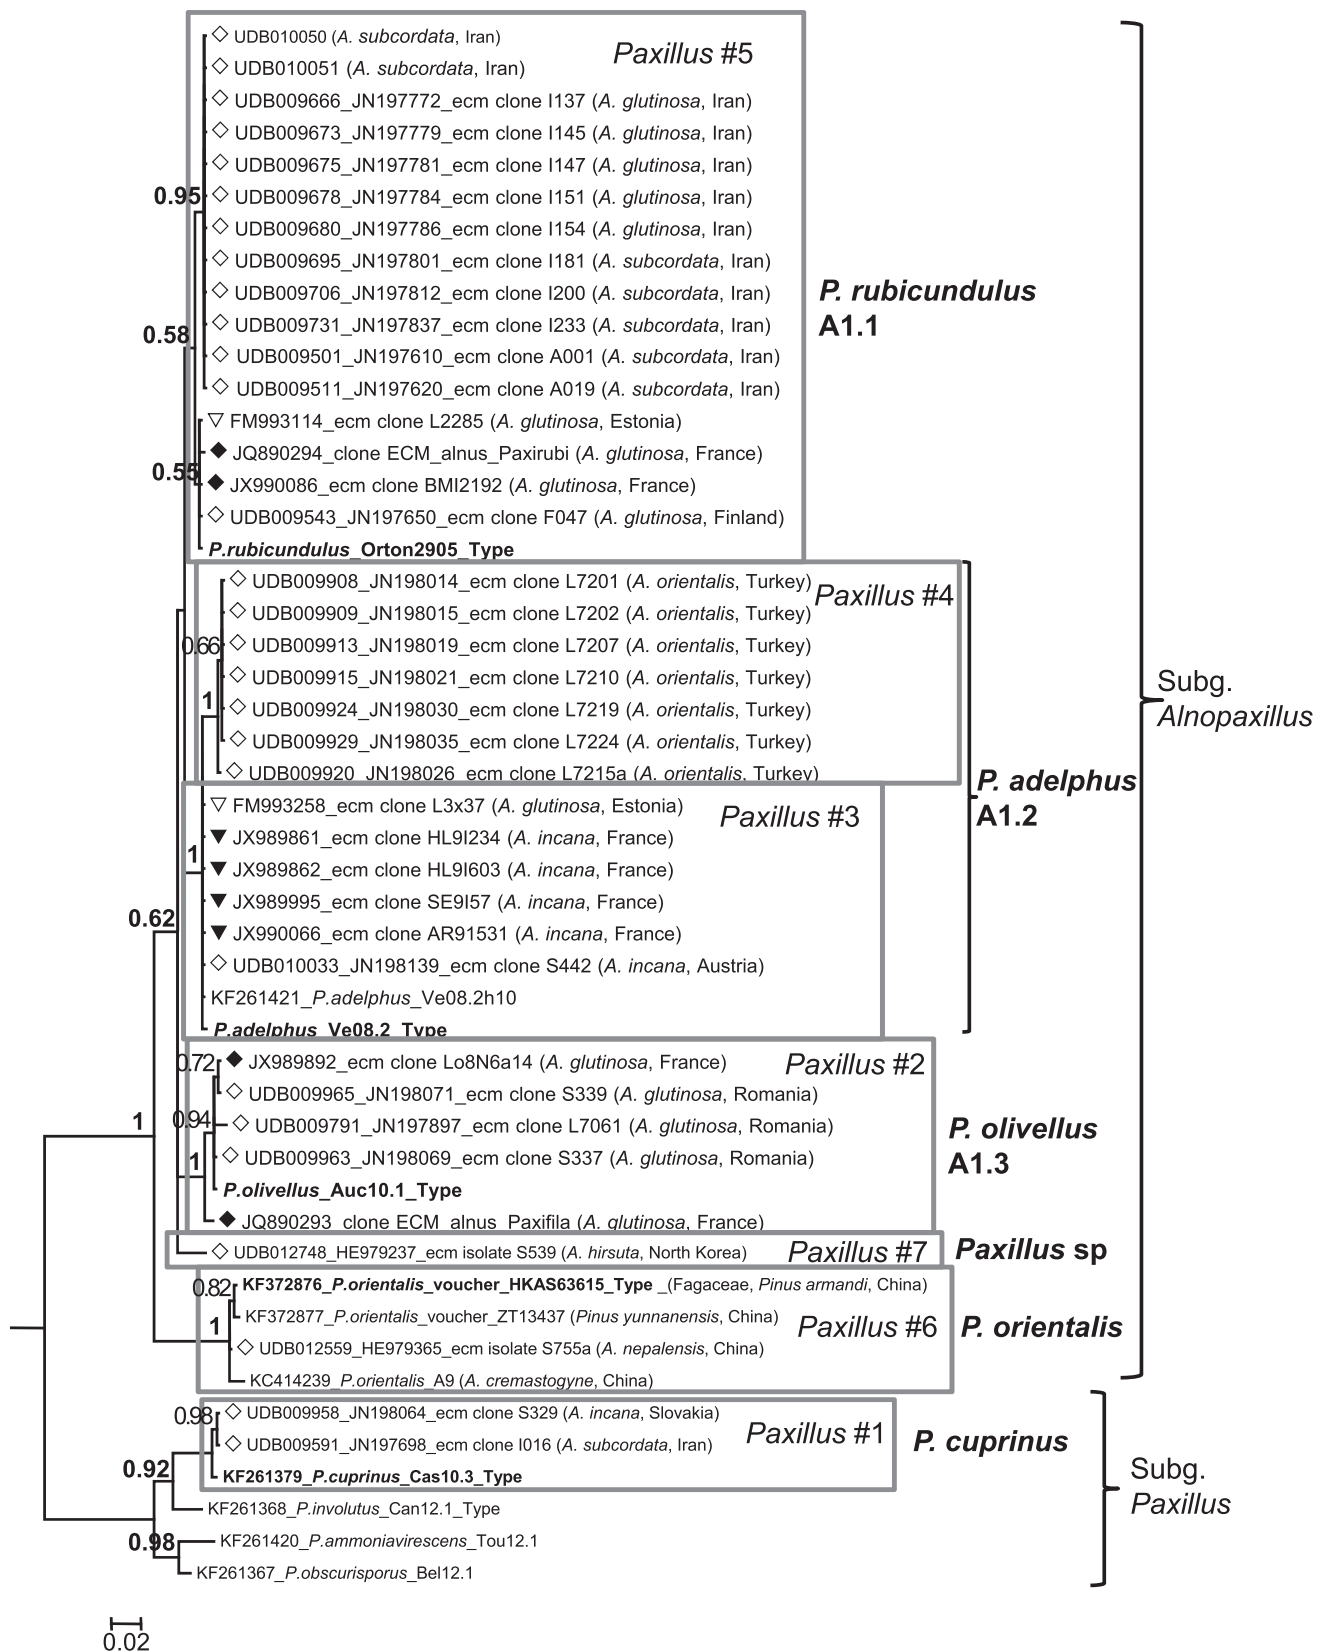 UDB010050 (A. subcordata, Iran)
Paxillus #5
UDB010051 (A. subcordata, Iran)
UDB009666_JN197772_ecm clone I137 (A. glutinosa, Iran)
UDB009673_JN197779_ecm clone I145 (A. glutinosa, Iran)
UDB009675_JN197781_ecm clone I147 (A. glutinosa, Iran)
0.95
UDB009678_JN197784_ecm clone I151 (A. glutinosa, Iran)
UDB009680_JN197786_ecm clone I154 (A. glutinosa, Iran)
UDB009695_JN197801_ecm clone I181 (A. subcordata, Iran)
UDB009706_JN197812_ecm clone I200 (A. subcordata, Iran)
P. rubicundulus
A1.1
UDB009731_JN197837_ecm clone I233 (A. subcordata, Iran)
0.58
UDB009501_JN197610_ecm clone A001 (A. subcordata, Iran)
UDB009511_JN197620_ecm clone A019 (A. subcordata, Iran)
FM993114_ecm clone L2285 (A. glutinosa, Estonia)
JQ890294_clone ECM_alnus_Paxirubi (A. glutinosa, France)
0.55
JX990086_ecm clone BMI2192 (A. glutinosa, France)
UDB009543_JN197650_ecm clone F047 (A. glutinosa, Finland)
P.rubicundulus_Orton2905_Type
UDB009908_JN198014_ecm clone L7201 (A. orientalis, Turkey)
Paxillus #4
UDB009909_JN198015_ecm clone L7202 (A. orientalis, Turkey)
0.66
UDB009913_JN198019_ecm clone L7207 (A. orientalis, Turkey)
UDB009915_JN198021_ecm clone L7210 (A. orientalis, Turkey)
1
UDB009924_JN198030_ecm clone L7219 (A. orientalis, Turkey)
Subg.
Alnopaxillus
UDB009929_JN198035_ecm clone L7224 (A. orientalis, Turkey)
UDB009920_JN198026_ecm clone L7215a (A. orientalis, Turkey)
P. adelphus
A1.2
FM993258_ecm clone L3x37 (A. glutinosa, Estonia)
Paxillus #3
JX989861_ecm clone HL9I234 (A. incana, France)
1
JX989862_ecm clone HL9I603 (A. incana, France)
JX989995_ecm clone SE9I57 (A. incana, France)
0.62
JX990066_ecm clone AR91531 (A. incana, France)
UDB010033_JN198139_ecm clone S442 (A. incana, Austria)
KF261421_P.adelphus_Ve08.2h10
P.adelphus_Ve08.2_Type
0.72
JX989892_ecm clone Lo8N6a14 (A. glutinosa, France)
Paxillus #2
UDB009965_JN198071_ecm clone S339 (A. glutinosa, Romania)
1
0.94
UDB009791_JN197897_ecm clone L7061 (A. glutinosa, Romania)
P. olivellus
A1.3
1
UDB009963_JN198069_ecm clone S337 (A. glutinosa, Romania)
P.olivellus_Auc10.1_Type
JQ890293_clone ECM_alnus_Paxifila (A. glutinosa, France)
UDB012748_HE979237_ecm isolate S539 (A. hirsuta, North Korea)
Paxillus #7
Paxillus sp
0.82
KF372876_P.orientalis_voucher_HKAS63615_Type _(Fagaceae, Pinus armandi, China)
KF372877_P.orientalis_voucher_ZT13437 (Pinus yunnanensis, China)
1
Paxillus #6
P. orientalis
UDB012559_HE979365_ecm isolate S755a (A. nepalensis, China)
KC414239_P.orientalis_A9 (A. cremastogyne, China)
0.98
UDB009958_JN198064_ecm clone S329 (A. incana, Slovakia)
Paxillus #1
P. cuprinus
UDB009591_JN197698_ecm clone I016 (A. subcordata, Iran)
0.92
KF261379_P.cuprinus_Cas10.3_Type
Subg.
Paxillus
KF261368_P.involutus_Can12.1_Type
0.98
KF261420_P.ammoniavirescens_Tou12.1
KF261367_P.obscurisporus_Bel12.1
0.02